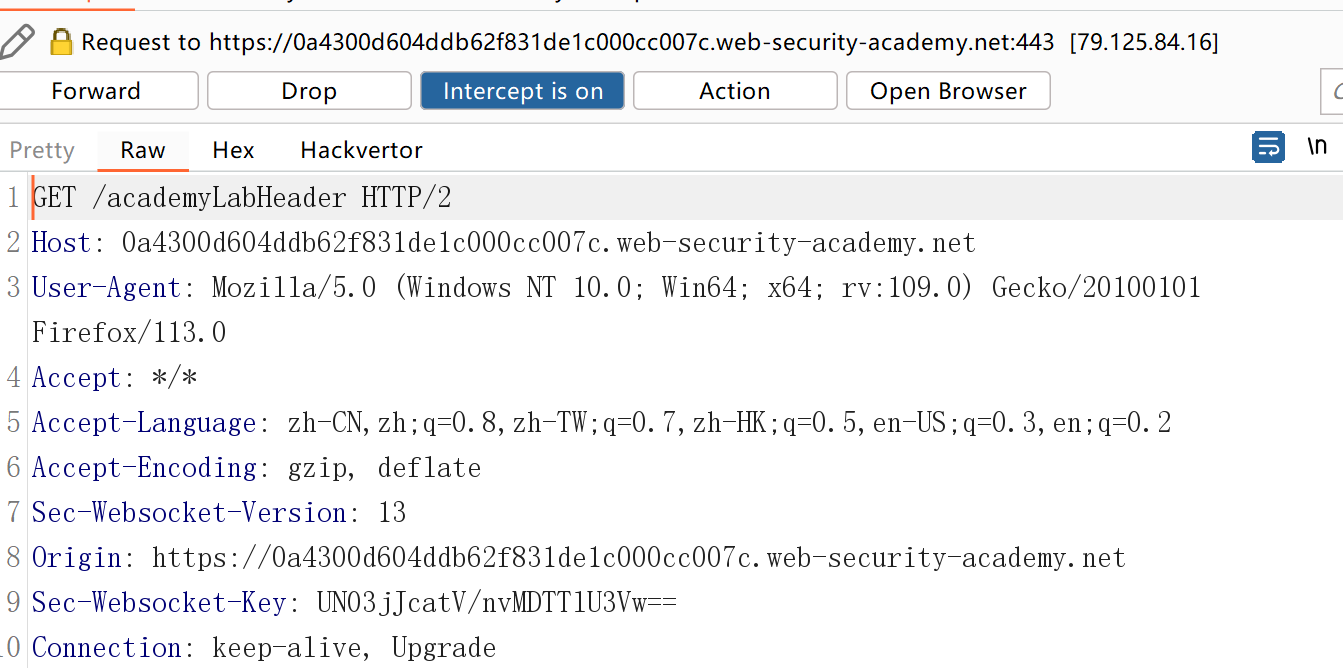 Request to https://0a4300d604ddb62f831de1c000cc007c.web-security-academy.net:443 [79.125.84.16]
Forward Drop Intercept is on Action Open Browser
Pretty Raw Hex Hackvertor \n
1 GET /academyLabHeader HTTP/2
2 Host: 0a4300d604ddb62f831de1c000cc007c.web-security-academy.net
3 User-Agent: Mozilla/5.0 (Windows NT 10.0; Win64; x64; rv:109.0) Gecko/20100101
Firefox/113.0
4 Accept: */*
5 Accept-Language: zh-CN,zh;q=0.8,zh-TW;q=0.7,zh-HK;q=0.5,en-US;q=0.3,en;q=0.2
6 Accept-Encoding: gzip, deflate
7 Sec-Websocket-Version: 13
8 Origin: https://0a4300d604ddb62f831de1c000cc007c.web-security-academy.net
9 Sec-Websocket-Key: UNO3jJcatV/nvMDTT1U3Vw==
10 Connection: keep-alive, Upgrade